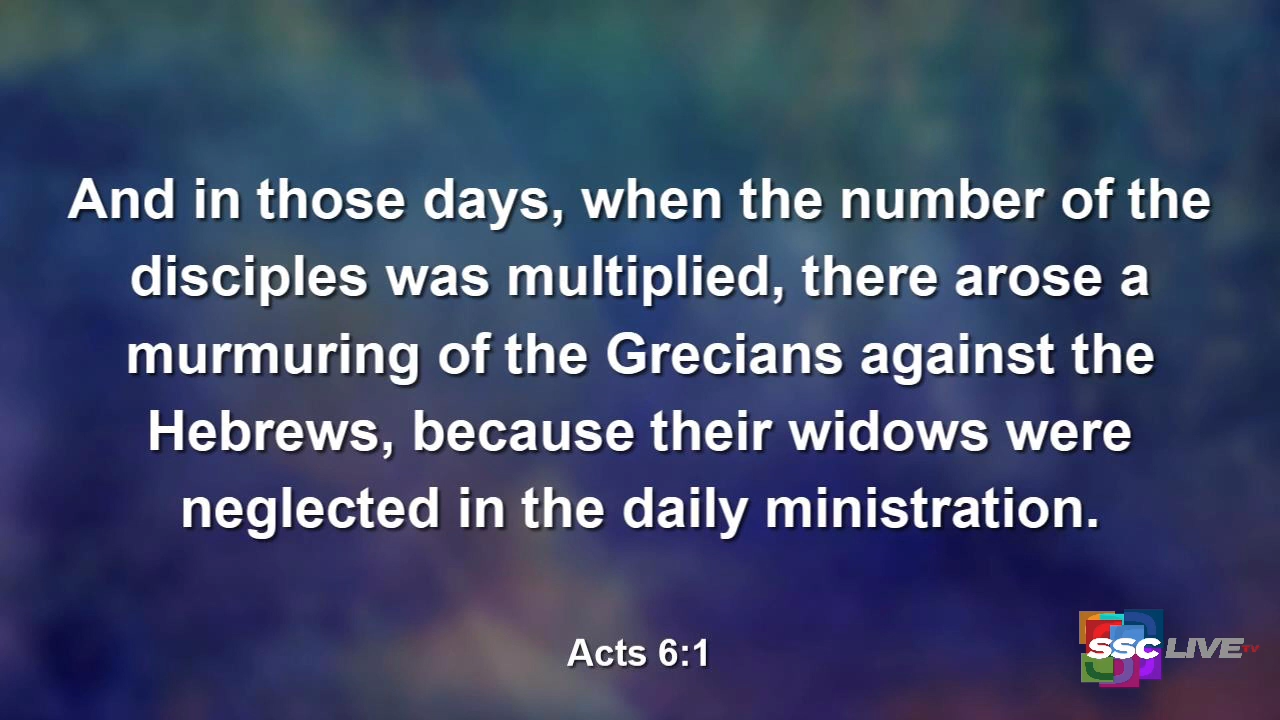 And in those days, when the number of the
disciples was multiplied, there arose a
murmuring of the Grecians against the
Hebrews, because their widows were
neglected in the daily ministration.
Acts 6:1
SSC LIVE TV